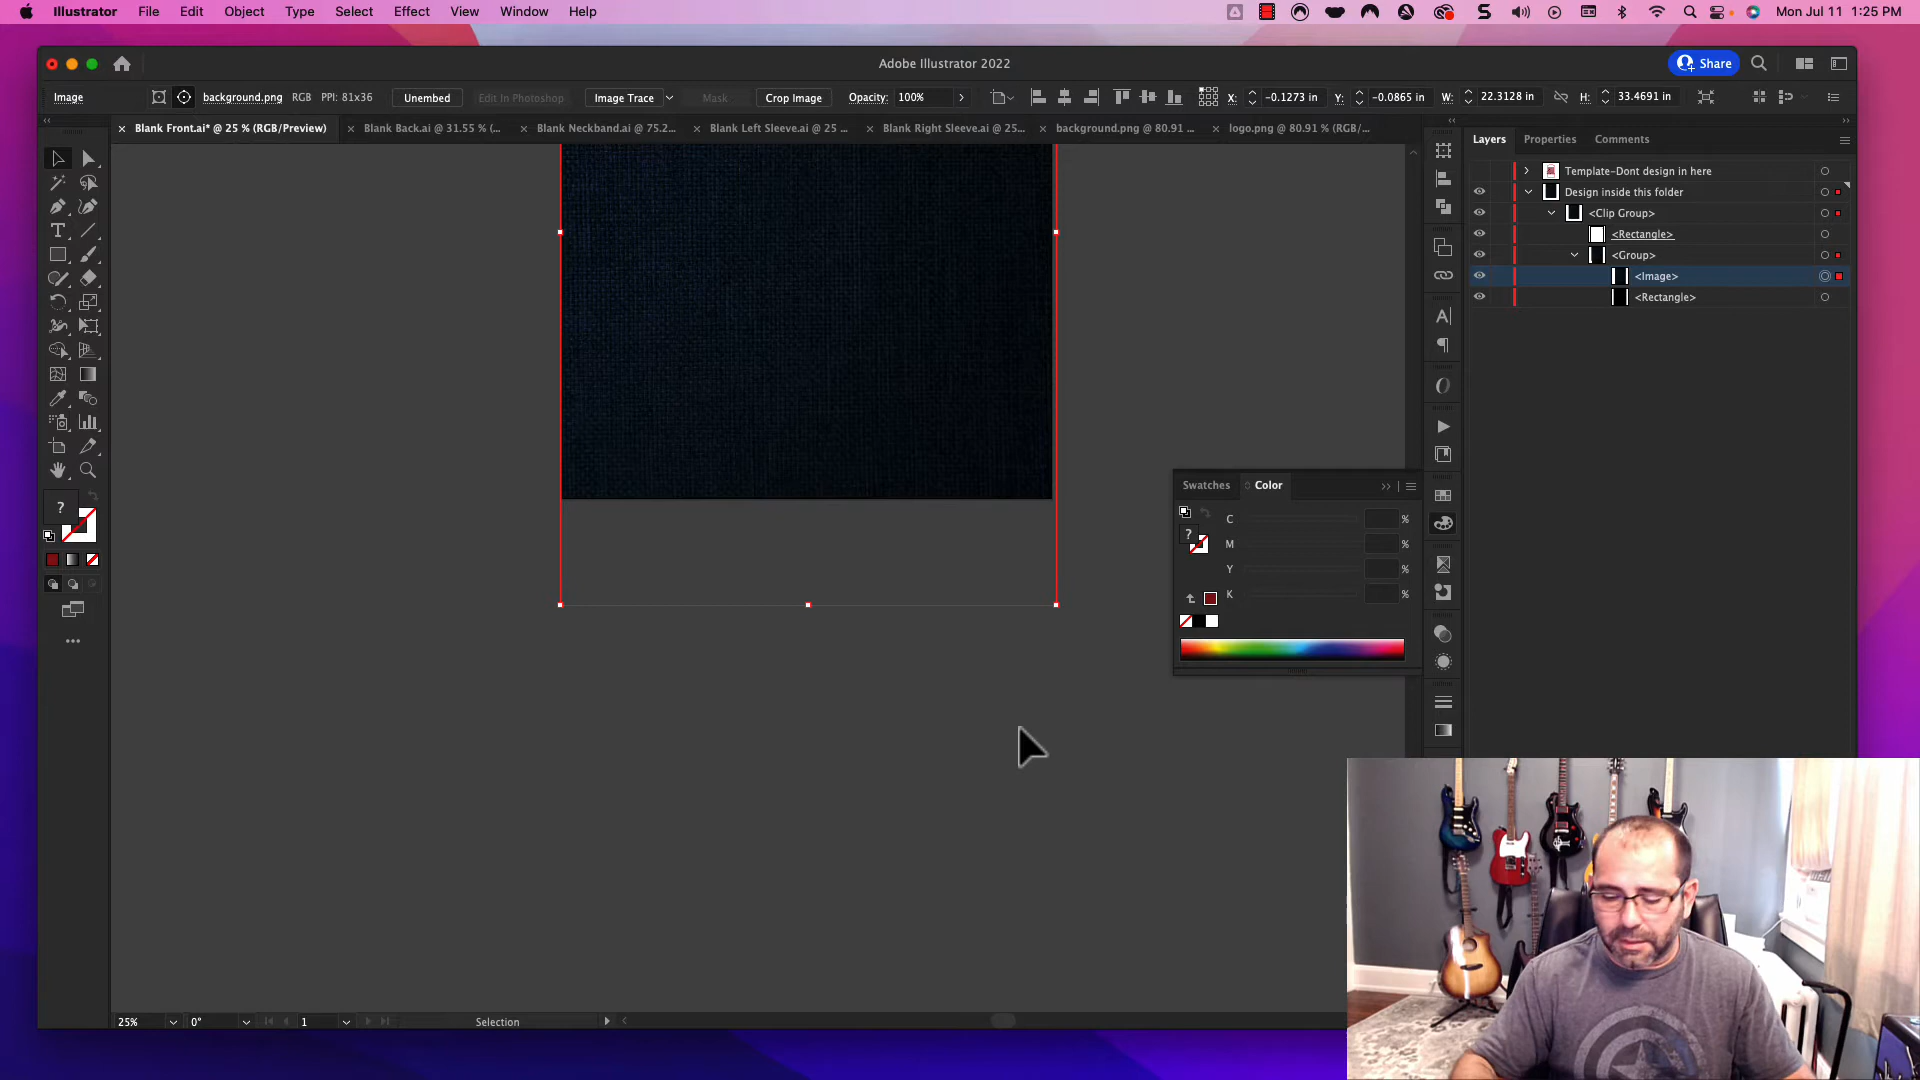 Illustrator File Edit Object Type Select Effect View Window Help Mon Jul 11 1:25 PM
Adobe Illustrator 2022 Share
Image background.png RGB PPI: 81x36 Unembed Edit In Photoshop Image Trace Mask Crop Image Opacity: 100% X: -0.1273 in Y: -0.0865 in W: 22.3128 in H: 33.4691 in
× Blank Front.ai* @ 25 % (RGB/Preview) × Blank Back.ai @ 31.55 % (... × Blank Neckband.ai @ 75.2... × Blank Left Sleeve.ai @ 25 ... × Blank Right Sleeve.ai @ 25... × background.png @ 80.91 ... × logo.png @ 80.91 % (RGB/...
Layers Properties Comments
Template-Dont design in here
Design inside this folder
<Clip Group>
<Rectangle>
<Group>
<Image>
<Rectangle>
Swatches Color
C %
M %
Y %
K %
25% 0° 1 Selection